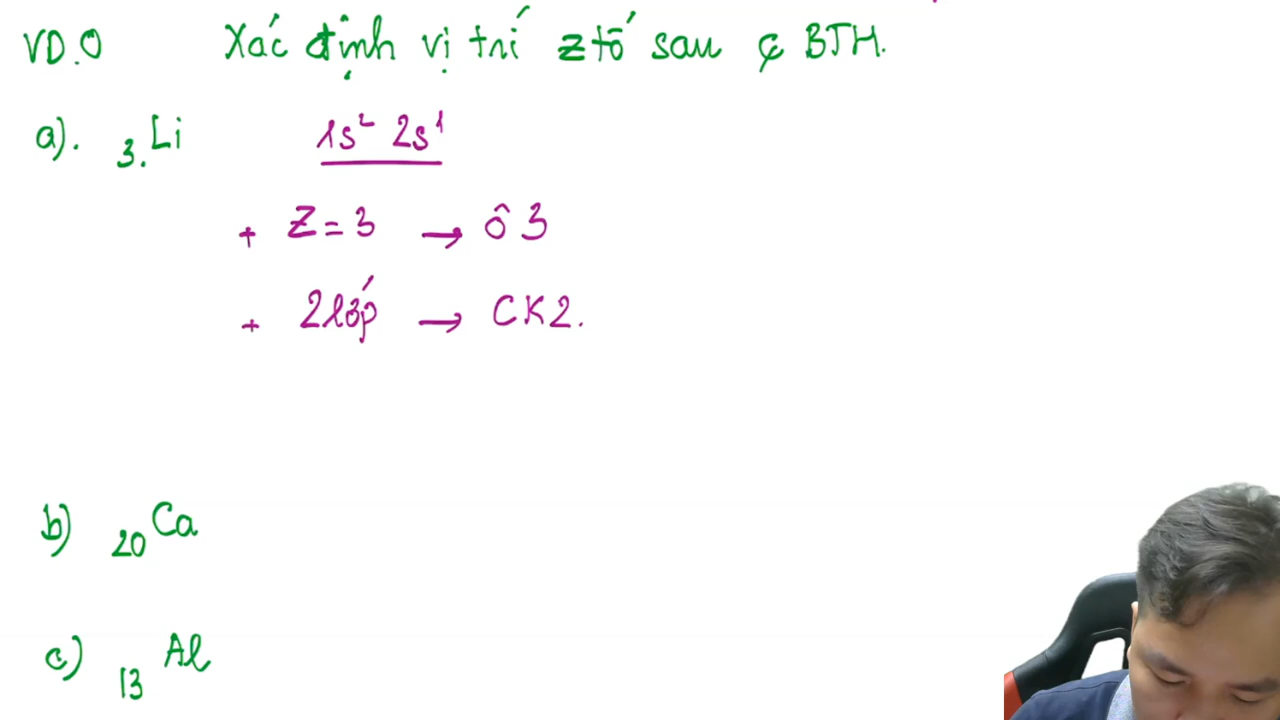 VD.0 Xác định vị trí ztố sau ȼ BTH.
a). ₃.Li 1s² 2s¹
+ Z = 3 → ô 3
+ 2 lớp → CK2.
b) ₂₀Ca
c) ₁₃Al